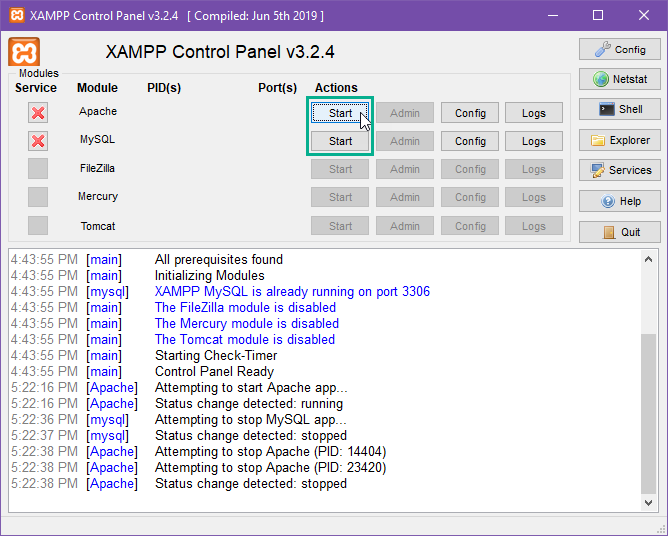 XAMPP Control Panel v3.2.4 [ Compiled: Jun 5th 2019 ]
XAMPP Control Panel v3.2.4
Config
Modules
Service Module PID(s) Port(s) Actions
Netstat
Apache Start Admin Config Logs
Shell
MySQL Start Admin Config Logs
Explorer
FileZilla Start Admin Config Logs
Services
Mercury Start Admin Config Logs
Help
Tomcat Start Admin Config Logs
Quit
4:43:55 PM [main] All prerequisites found
4:43:55 PM [main] Initializing Modules
4:43:55 PM [mysql] XAMPP MySQL is already running on port 3306
4:43:55 PM [main] The FileZilla module is disabled
4:43:55 PM [main] The Mercury module is disabled
4:43:55 PM [main] The Tomcat module is disabled
4:43:55 PM [main] Starting Check-Timer
4:43:55 PM [main] Control Panel Ready
5:22:16 PM [Apache] Attempting to start Apache app...
5:22:16 PM [Apache] Status change detected: running
5:22:36 PM [mysql] Attempting to stop MySQL app...
5:22:37 PM [mysql] Status change detected: stopped
5:22:38 PM [Apache] Attempting to stop Apache (PID: 14404)
5:22:38 PM [Apache] Attempting to stop Apache (PID: 23420)
5:22:38 PM [Apache] Status change detected: stopped